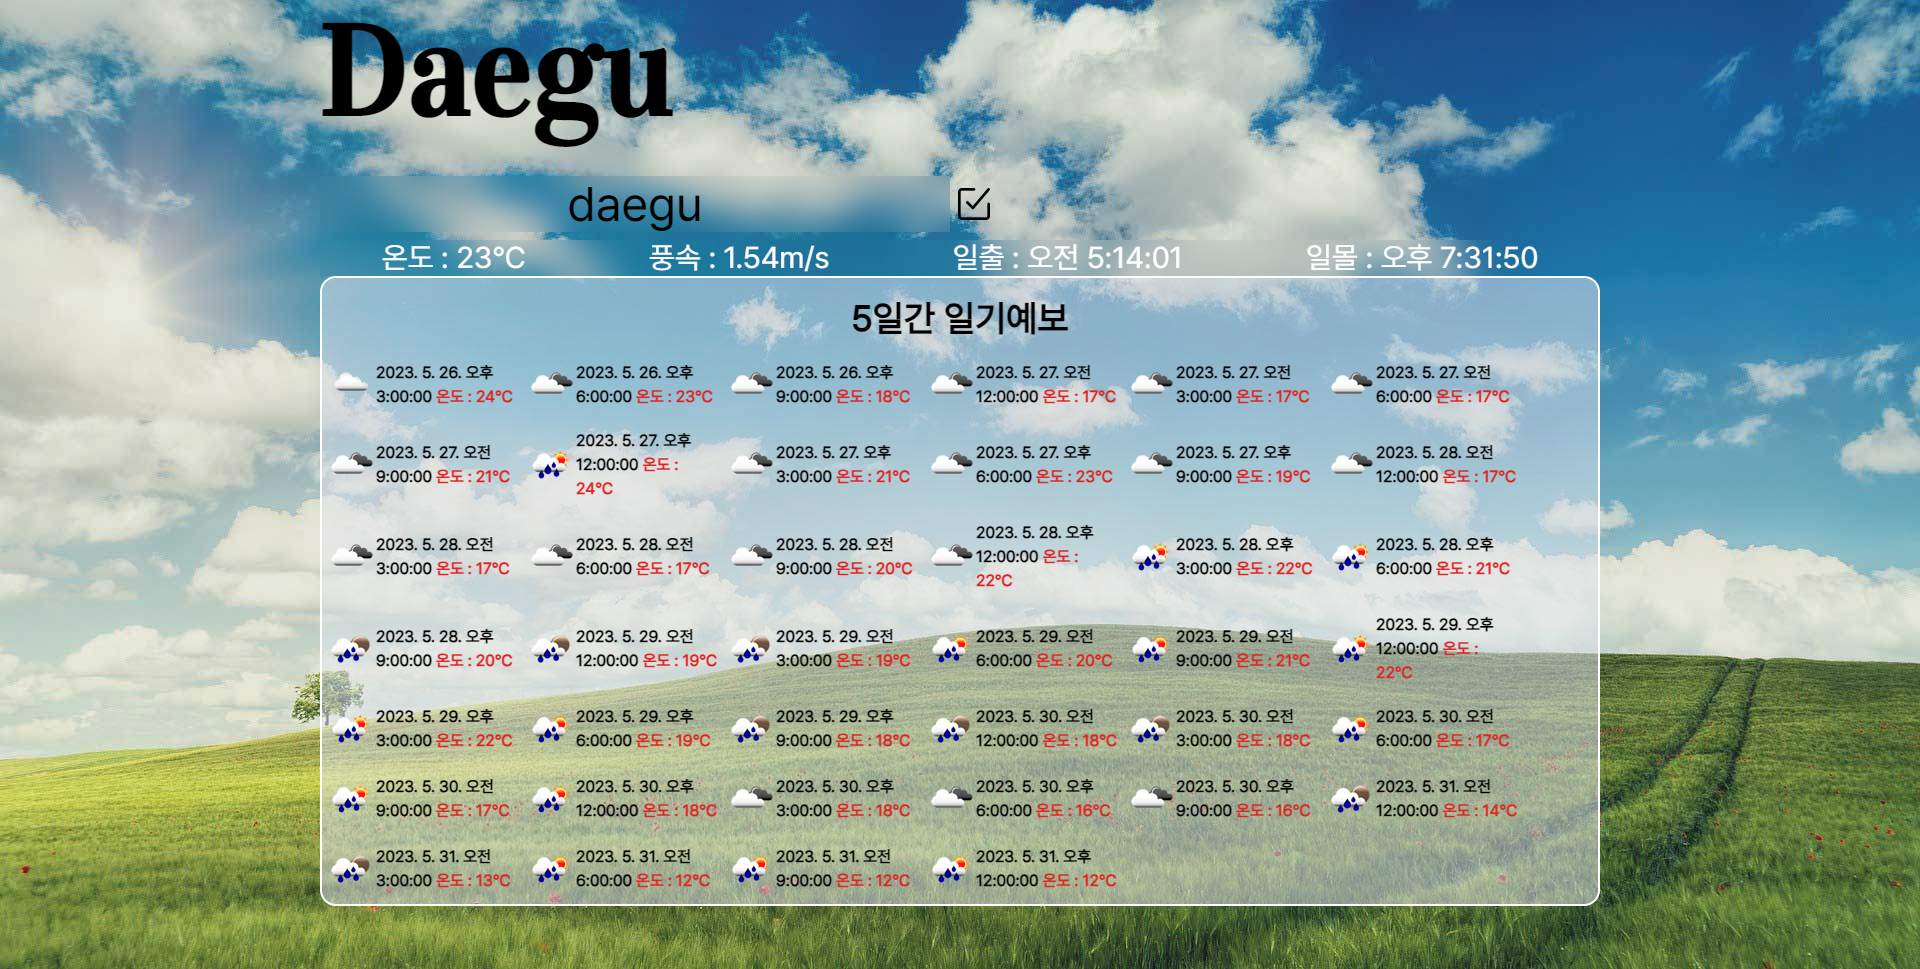 Daegu
daegu
온도 : 23°C 풍속 : 1.54m/s 일출 : 오전 5:14:01 일몰 : 오후 7:31:50
5일간 일기예보
2023. 5. 26. 오후
3:00:00 온도 : 24°C
2023. 5. 26. 오후
6:00:00 온도 : 23°C
2023. 5. 26. 오후
9:00:00 온도 : 18°C
2023. 5. 27. 오전
12:00:00 온도 : 17°C
2023. 5. 27. 오전
3:00:00 온도 : 17°C
2023. 5. 27. 오전
6:00:00 온도 : 17°C
2023. 5. 27. 오전
9:00:00 온도 : 21°C
2023. 5. 27. 오후
12:00:00 온도 :
24°C
2023. 5. 27. 오후
3:00:00 온도 : 21°C
2023. 5. 27. 오후
6:00:00 온도 : 23°C
2023. 5. 27. 오후
9:00:00 온도 : 19°C
2023. 5. 28. 오전
12:00:00 온도 : 17°C
2023. 5. 28. 오전
3:00:00 온도 : 17°C
2023. 5. 28. 오전
6:00:00 온도 : 17°C
2023. 5. 28. 오전
9:00:00 온도 : 20°C
2023. 5. 28. 오후
12:00:00 온도 :
22°C
2023. 5. 28. 오후
3:00:00 온도 : 22°C
2023. 5. 28. 오후
6:00:00 온도 : 21°C
2023. 5. 28. 오후
9:00:00 온도 : 20°C
2023. 5. 29. 오전
12:00:00 온도 : 19°C
2023. 5. 29. 오전
3:00:00 온도 : 19°C
2023. 5. 29. 오전
6:00:00 온도 : 20°C
2023. 5. 29. 오전
9:00:00 온도 : 21°C
2023. 5. 29. 오후
12:00:00 온도 :
22°C
2023. 5. 29. 오후
3:00:00 온도 : 22°C
2023. 5. 29. 오후
6:00:00 온도 : 19°C
2023. 5. 29. 오후
9:00:00 온도 : 18°C
2023. 5. 30. 오전
12:00:00 온도 : 18°C
2023. 5. 30. 오전
3:00:00 온도 : 18°C
2023. 5. 30. 오전
6:00:00 온도 : 17°C
2023. 5. 30. 오전
9:00:00 온도 : 17°C
2023. 5. 30. 오후
12:00:00 온도 : 18°C
2023. 5. 30. 오후
3:00:00 온도 : 18°C
2023. 5. 30. 오후
6:00:00 온도 : 16°C
2023. 5. 30. 오후
9:00:00 온도 : 16°C
2023. 5. 31. 오전
12:00:00 온도 : 14°C
2023. 5. 31. 오전
3:00:00 온도 : 13°C
2023. 5. 31. 오전
6:00:00 온도 : 12°C
2023. 5. 31. 오전
9:00:00 온도 : 12°C
2023. 5. 31. 오후
12:00:00 온도 : 12°C